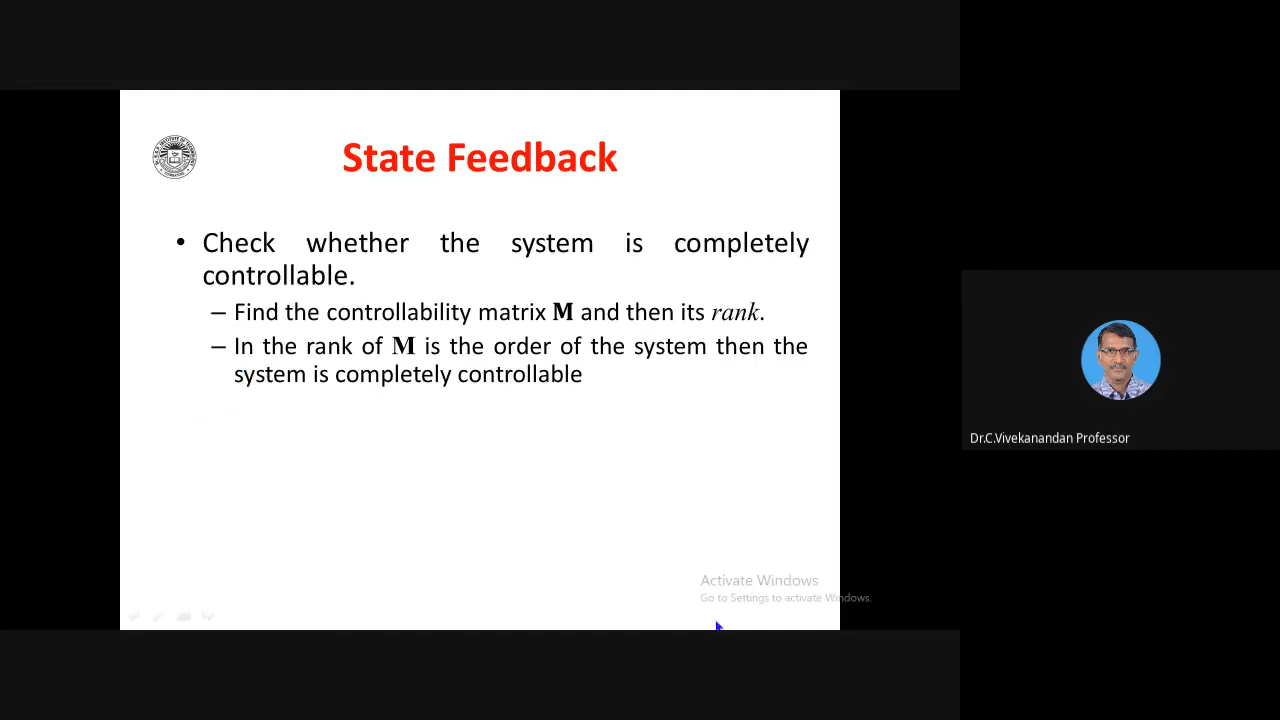 State Feedback
• Check whether the system is completely
controllable.
– Find the controllability matrix M and then its rank.
– In the rank of M is the order of the system then the
system is completely controllable
Dr.C.Vivekanandan Professor
Activate Windows
Go to Settings to activate Windows.